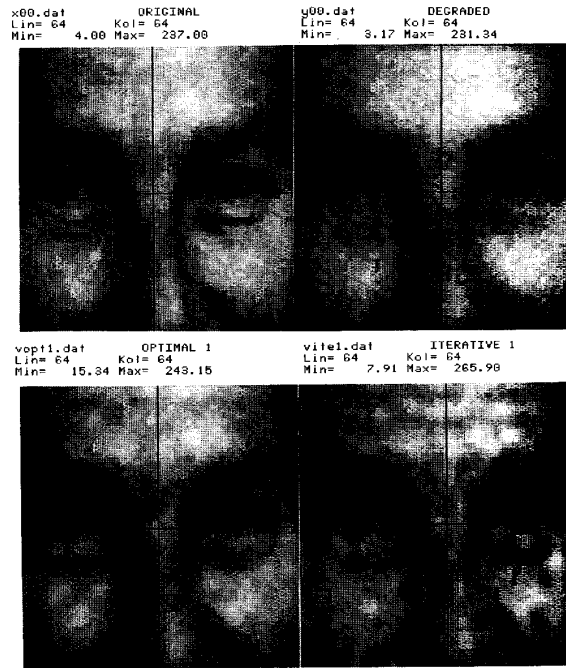 x00.dat ORIGINAL
Lin= 64 Kol= 64
Min= 4.00 Max= 237.00
y00.dat DEGRADED
Lin= 64 Kol= 64
Min= 3.17 Max= 231.34
vopt1.dat OPTIMAL 1
Lin= 64 Kol= 64
Min= 15.34 Max= 243.15
vite1.dat ITERATIVE 1
Lin= 64 Kol= 64
Min= 7.91 Max= 265.90